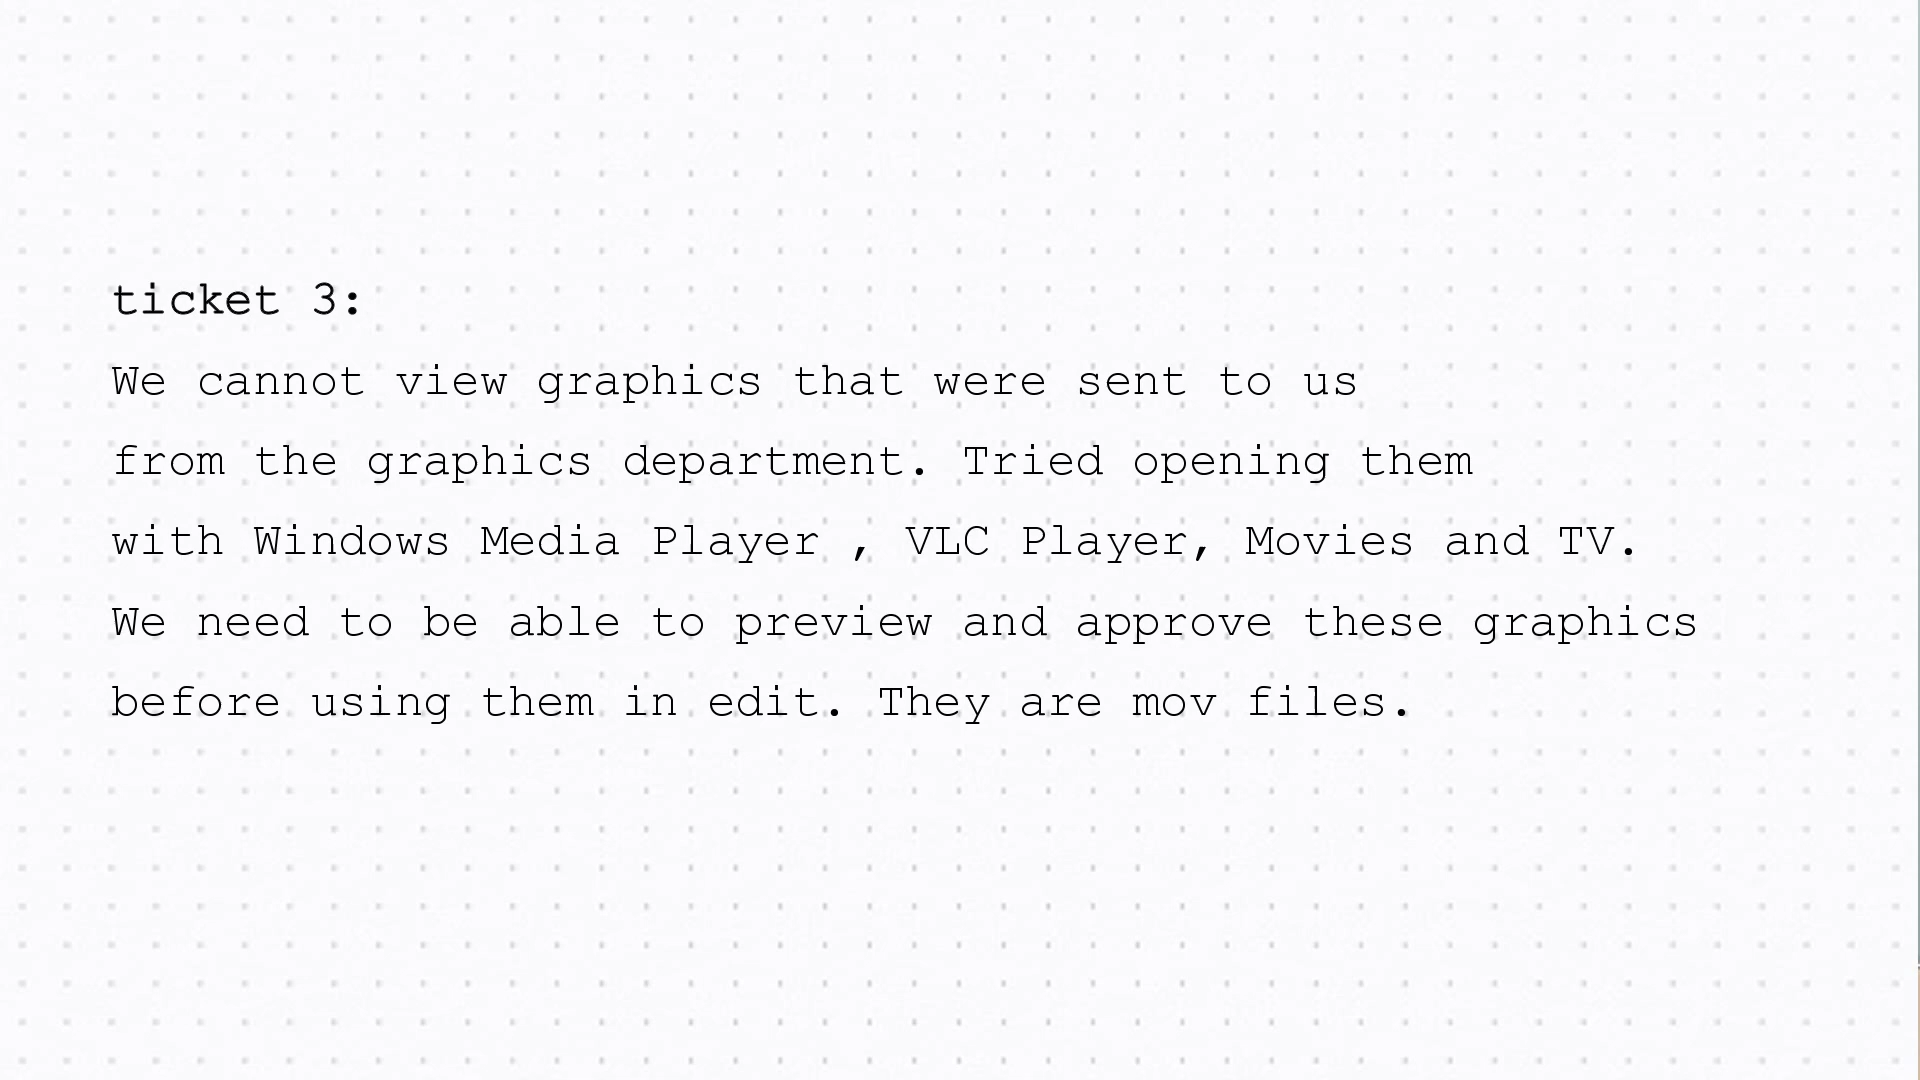 ticket 3:
We cannot view graphics that were sent to us
from the graphics department. Tried opening them
with Windows Media Player , VLC Player, Movies and TV.
We need to be able to preview and approve these graphics
before using them in edit. They are mov files.